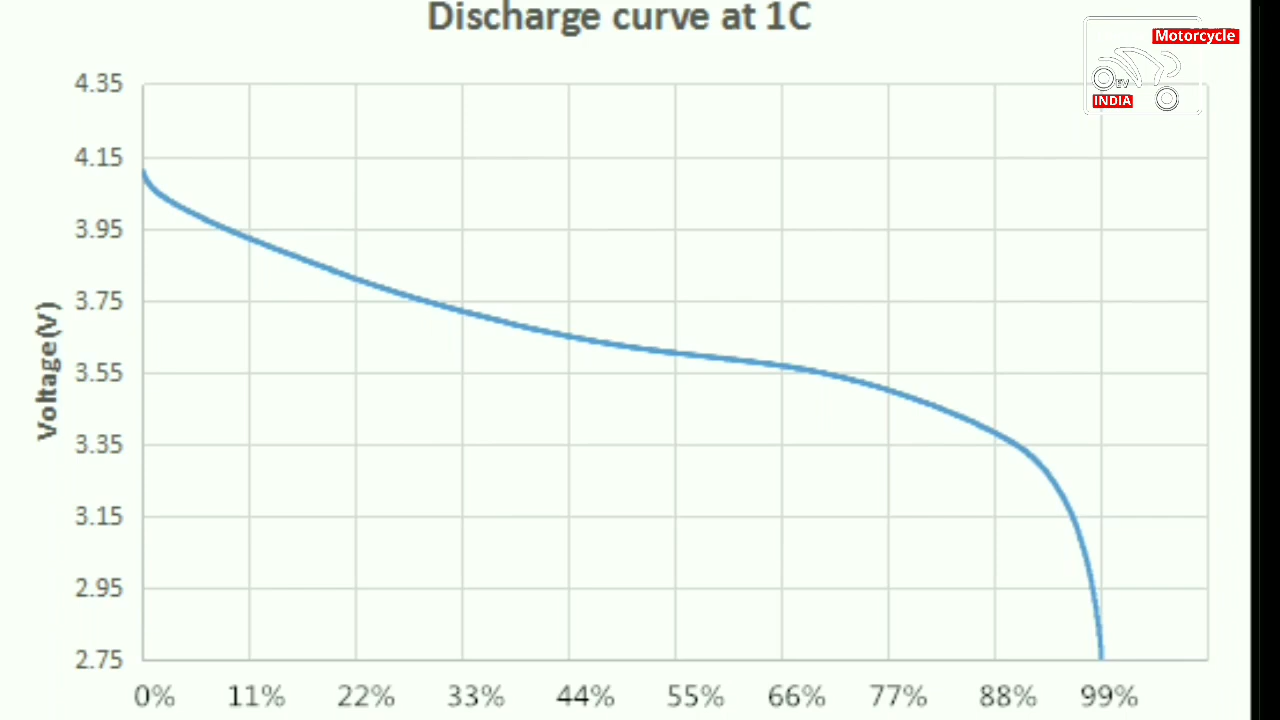 Discharge curve at 1C
Motorcycle
EV
INDIA
4.35
4.15
3.95
3.75
3.55
3.35
3.15
2.95
2.75
Voltage(V)
0% 11% 22% 33% 44% 55% 66% 77% 88% 99%